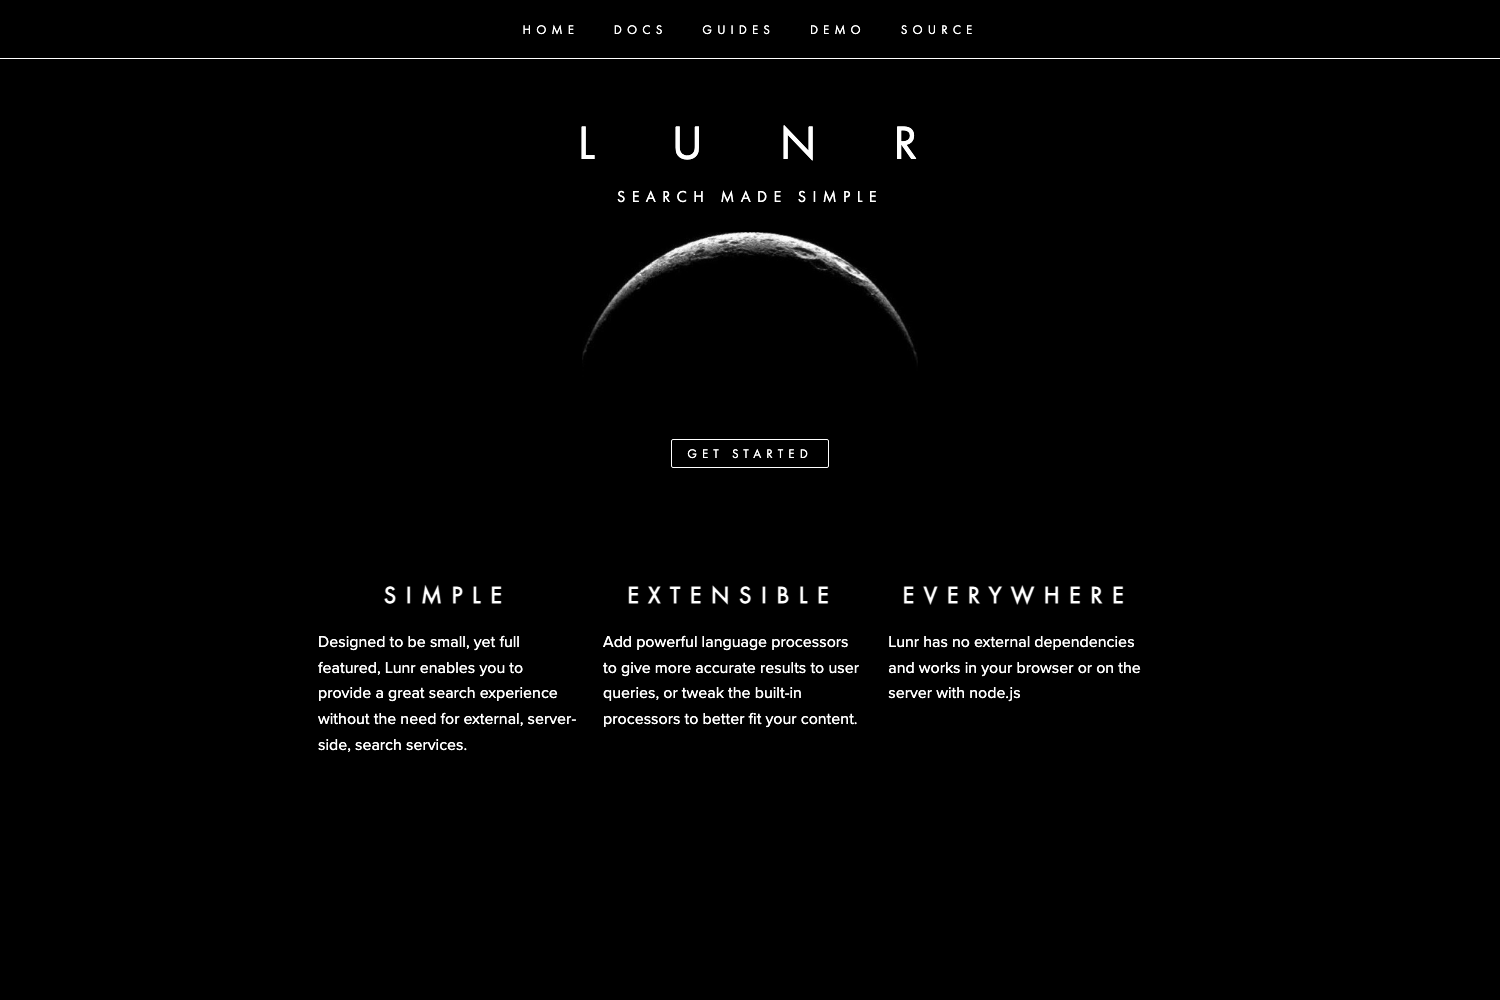 HOME DOCS GUIDES DEMO SOURCE
LUNR
SEARCH MADE SIMPLE
GET STARTED
SIMPLE
Designed to be small, yet full
featured, Lunr enables you to
provide a great search experience
without the need for external, server-
side, search services.
EXTENSIBLE
Add powerful language processors
to give more accurate results to user
queries, or tweak the built-in
processors to better fit your content.
EVERYWHERE
Lunr has no external dependencies
and works in your browser or on the
server with node.js